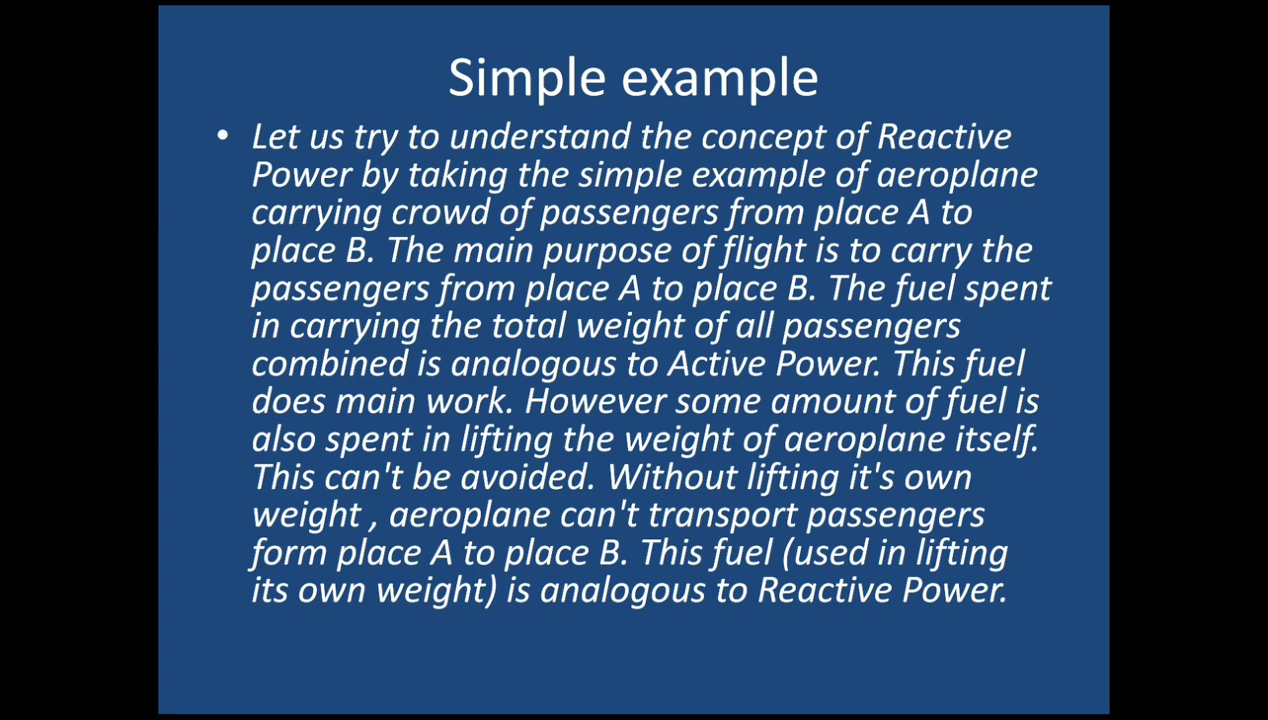 Simple example
• Let us try to understand the concept of Reactive
Power by taking the simple example of aeroplane
carrying crowd of passengers from place A to
place B. The main purpose of flight is to carry the
passengers from place A to place B. The fuel spent
in carrying the total weight of all passengers
combined is analogous to Active Power. This fuel
does main work. However some amount of fuel is
also spent in lifting the weight of aeroplane itself.
This can't be avoided. Without lifting it's own
weight , aeroplane can't transport passengers
form place A to place B. This fuel (used in lifting
its own weight) is analogous to Reactive Power.